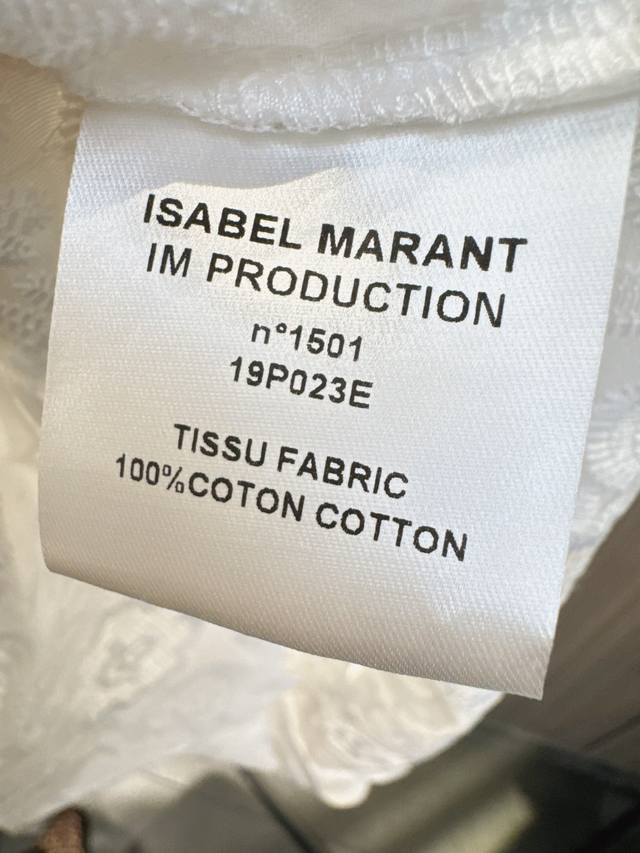 ISABEL MARANT
IM PRODUCTION
n°1501
19P023E
TISSU FABRIC
100%COTON COTTON